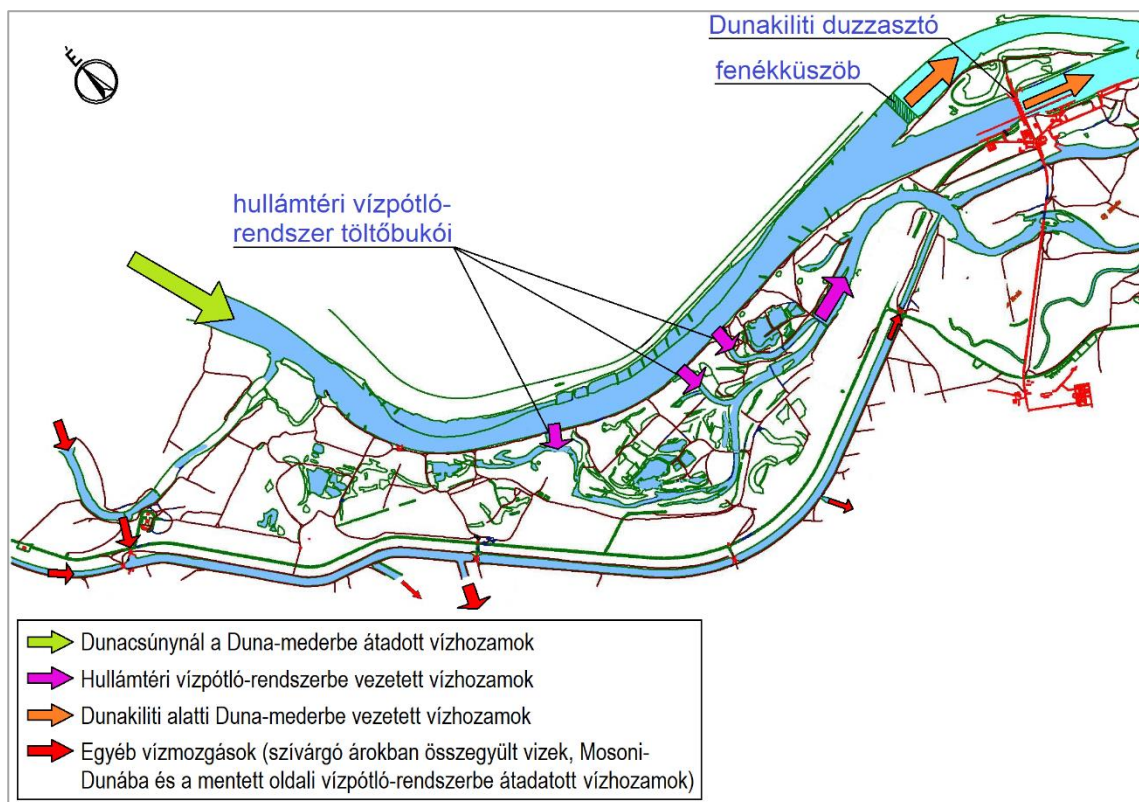 Dunakiliti duzzasztó
fenékküszöb
É
hullámtéri vízpótló-
rendszer töltőbukói
Dunacsúnynál a Duna-mederbe átadott vízhozamok
Hullámtéri vízpótló-rendszerbe vezetett vízhozamok
Dunakiliti alatti Duna-mederbe vezetett vízhozamok
Egyéb vízmozgások (szívárgó árokban összegyült vizek, Mosoni-
Dunába és a mentett oldali vízpótló-rendszerbe átadatott vízhozamok)